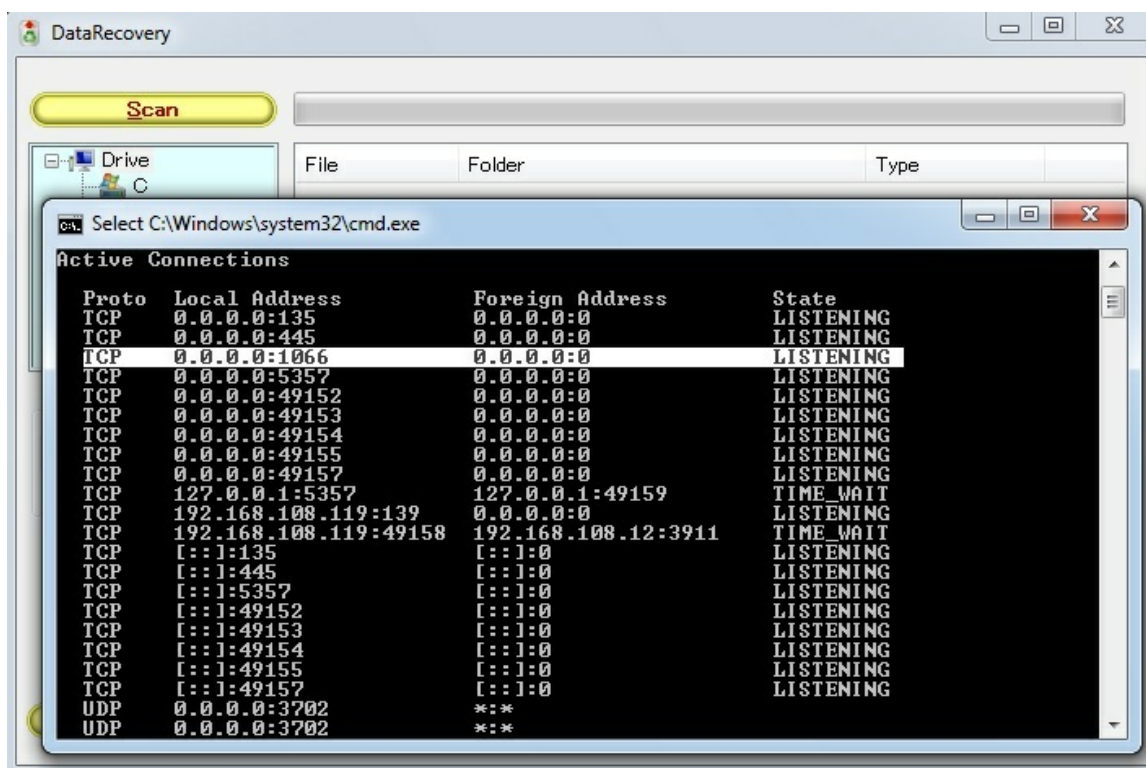 DataRecovery
Scan
Drive
File Folder Type
C
Select C:\Windows\system32\cmd.exe
Active Connections
Proto Local Address Foreign Address State
TCP 0.0.0.0:135 0.0.0.0:0 LISTENING
TCP 0.0.0.0:445 0.0.0.0:0 LISTENING
TCP 0.0.0.0:1066 0.0.0.0:0 LISTENING
TCP 0.0.0.0:5357 0.0.0.0:0 LISTENING
TCP 0.0.0.0:49152 0.0.0.0:0 LISTENING
TCP 0.0.0.0:49153 0.0.0.0:0 LISTENING
TCP 0.0.0.0:49154 0.0.0.0:0 LISTENING
TCP 0.0.0.0:49155 0.0.0.0:0 LISTENING
TCP 0.0.0.0:49157 0.0.0.0:0 LISTENING
TCP 127.0.0.1:5357 127.0.0.1:49159 TIME_WAIT
TCP 192.168.108.119:139 0.0.0.0:0 LISTENING
TCP 192.168.108.119:49158 192.168.108.12:3911 TIME_WAIT
TCP [::]:135 [::]:0 LISTENING
TCP [::]:445 [::]:0 LISTENING
TCP [::]:5357 [::]:0 LISTENING
TCP [::]:49152 [::]:0 LISTENING
TCP [::]:49153 [::]:0 LISTENING
TCP [::]:49154 [::]:0 LISTENING
TCP [::]:49155 [::]:0 LISTENING
TCP [::]:49157 [::]:0 LISTENING
UDP 0.0.0.0:3702 *:*
UDP 0.0.0.0:3702 *:*